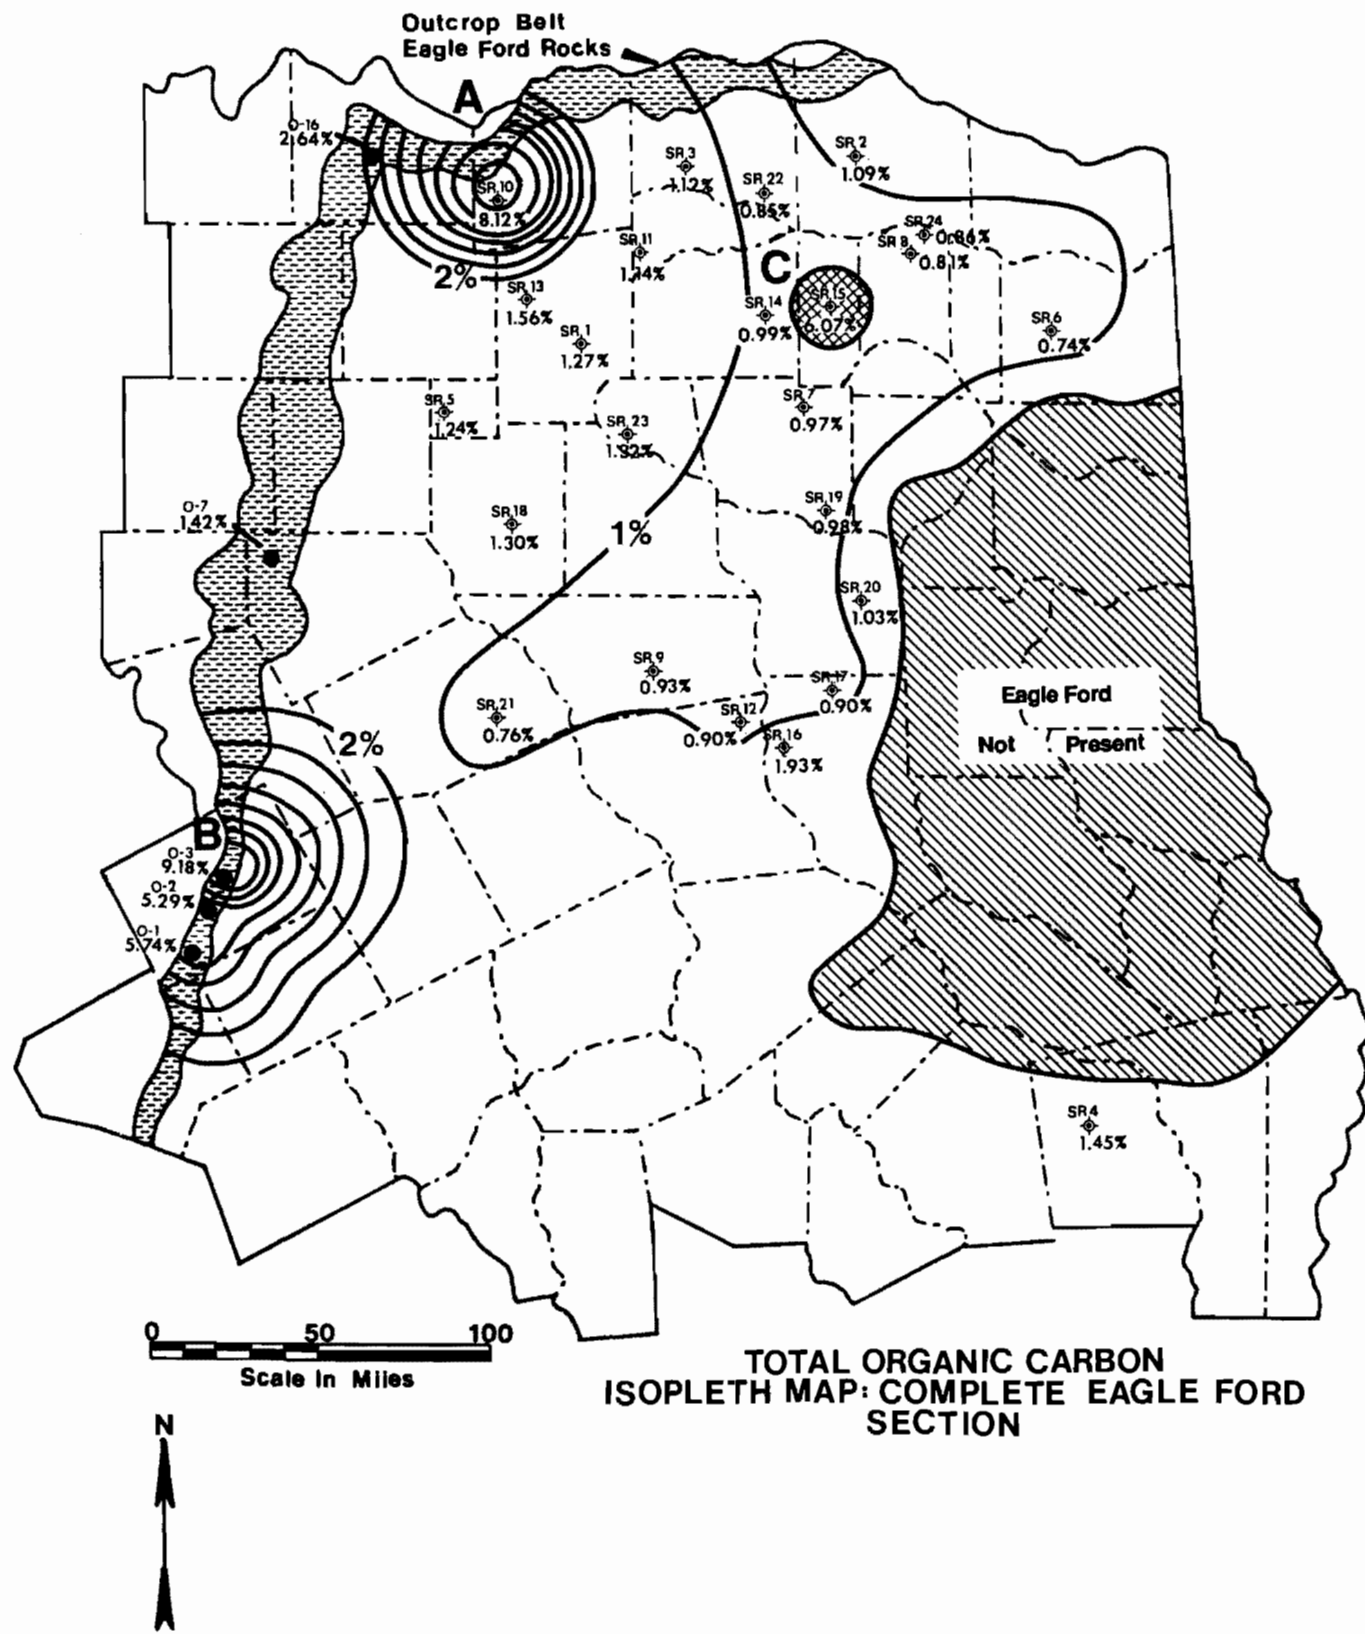 Outcrop Belt
Eagle Ford Rocks
A
O-16
2.64%
SR,10
8.12%
SR,3
1.12%
SR,22
0.85%
SR,2
1.09%
SR,24
0.86%
SR,8
0.81%
SR,11
1.14%
C
2%
SR,13
1.56%
SR,15
6.07%
SR,14
0.99%
SR,6
0.74%
SR,1
1.27%
SR,5
1.24%
SR,7
0.97%
SR,23
1.32%
O-7
1.42%
SR,18
1.30%
1%
SR,19
0.98%
SR,20
1.03%
SR,9
0.93%
SR,17
0.90%
Eagle Ford
Not Present
SR,21
0.76%
SR,12
0.90%
SR,16
1.93%
2%
B
O-3
9.18%
O-2
5.29%
O-1
5.74%
SR,4
1.45%
0 50 100
Scale In Miles
TOTAL ORGANIC CARBON
ISOPLETH MAP: COMPLETE EAGLE FORD
SECTION
N